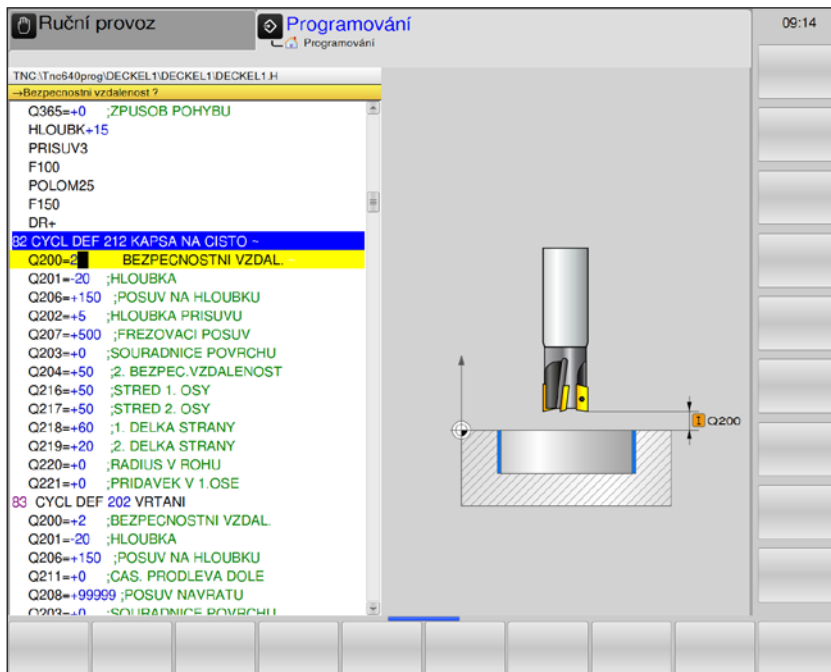 Ruční provoz
Programování
Programování
09:14
TNC:\Tnc640prog\DECKEL1\DECKEL1\DECKEL1.H
→Bezpecnostni vzdalenost ?
Q365=+0 ;ZPUSOB POHYBU
HLOUBK+15
PRISUV3
F100
POLOM25
F150
DR+
82 CYCL DEF 212 KAPSA NA CISTO ~
Q200=2 BEZPECNOSTNI VZDAL. ~
Q201=-20 ;HLOUBKA
Q206=+150 ;POSUV NA HLOUBKU
Q202=+5 ;HLOUBKA PRISUVU
Q207=+500 ;FREZOVACI POSUV
Q203=+0 ;SOURADNICE POVRCHU
Q204=+50 ;2. BEZPEC.VZDALENOST
Q216=+50 ;STRED 1. OSY
Q217=+50 ;STRED 2. OSY
Q218=+60 ;1. DELKA STRANY
Q219=+20 ;2. DELKA STRANY
Q220=+0 ;RADIUS V ROHU
Q221=+0 ;PRIDAVEK V 1.OSE
83 CYCL DEF 202 VRTANI
Q200=+2 ;BEZPECNOSTNI VZDAL.
Q201=-20 ;HLOUBKA
Q206=+150 ;POSUV NA HLOUBKU
Q211=+0 ;CAS. PRODLEVA DOLE
Q208=+99999 ;POSUV NAVRATU
Q203=+0 ;SOURADNICE POVRCHU
Q200